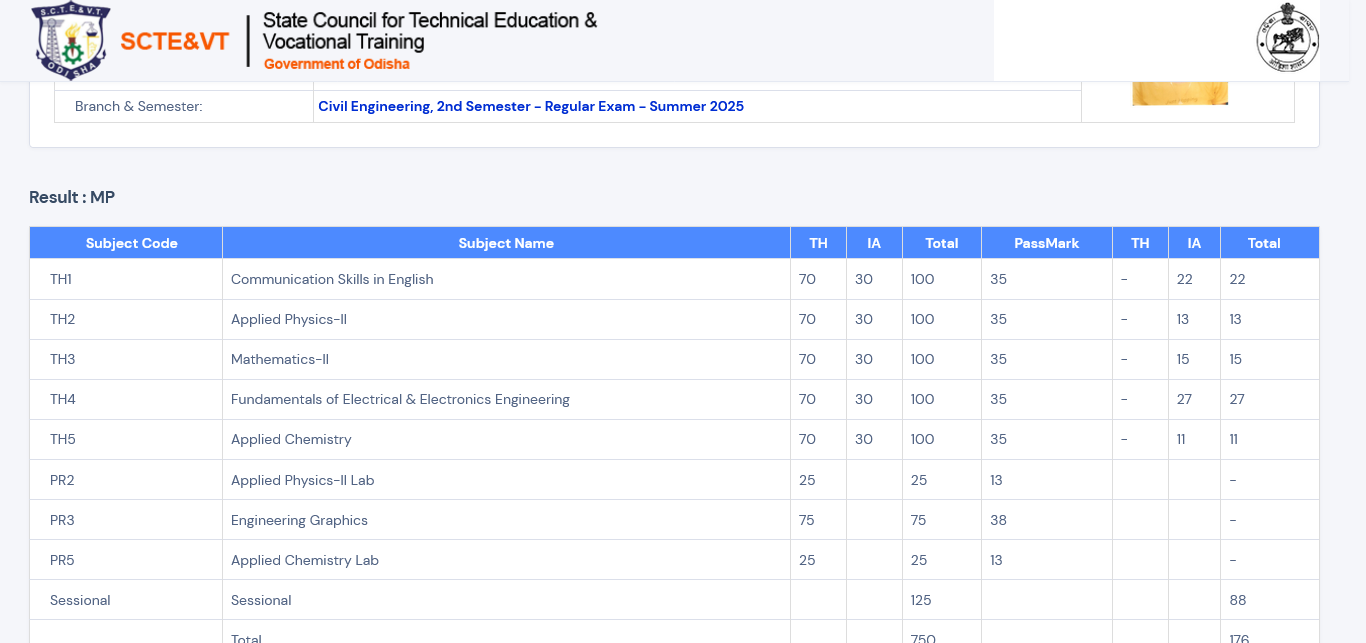 S.C.T.E.&V.T.
ODISHA
SCTE&VT
State Council for Technical Education &
Vocational Training
Government of Odisha
Branch & Semester: Civil Engineering, 2nd Semester - Regular Exam - Summer 2025
Result : MP
Subject Code Subject Name TH IA Total PassMark TH IA Total
TH1 Communication Skills in English 70 30 100 35 - 22 22
TH2 Applied Physics-II 70 30 100 35 - 13 13
TH3 Mathematics-II 70 30 100 35 - 15 15
TH4 Fundamentals of Electrical & Electronics Engineering 70 30 100 35 - 27 27
TH5 Applied Chemistry 70 30 100 35 - 11 11
PR2 Applied Physics-II Lab 25 25 13 -
PR3 Engineering Graphics 75 75 38 -
PR5 Applied Chemistry Lab 25 25 13 -
Sessional Sessional 125 88
Total 750 176